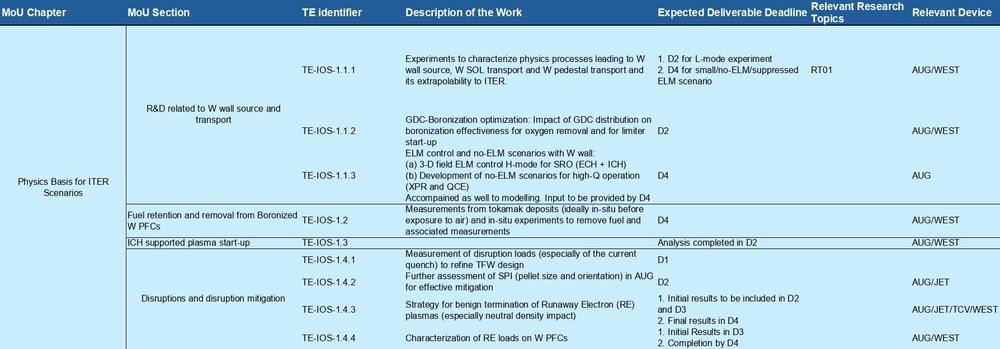 MoU Chapter
MoU Section
TE identifier
Description of the Work
Expected Deliverable Deadline
Relevant Research
Topics
Relevant Device
Physics Basis for ITER
Scenarios
R&D related to W wall source and
transport
TE-IOS-1.1.1
Experiments to characterize physics processes leading to W
wall source, W SOL transport and W pedestal transport and
its extrapolability to ITER.
1. D2 for L-mode experiment
2. D4 for small/no-ELM/suppressed
ELM scenario
RT01
AUG/WEST
TE-IOS-1.1.2
GDC-Boronization optimization: Impact of GDC distribution on
boronization effectiveness for oxygen removal and for limiter
start-up
D2
AUG/WEST
TE-IOS-1.1.3
ELM control and no-ELM scenarios with W wall:
(a) 3-D field ELM control H-mode for SRO (ECH + ICH)
(b) Development of no-ELM scenarios for high-Q operation
(XPR and QCE)
Accompained as well to modelling. Input to be provided by D4
D4
AUG
Fuel retention and removal from Boronized
W PFCs
TE-IOS-1.2
Measurements from tokamak deposits (ideally in-situ before
exposure to air) and in-situ experiments to remove fuel and
associated measurements
D4
AUG/WEST
ICH supported plasma start-up
TE-IOS-1.3
Analysis completed in D2
AUG/WEST
Disruptions and disruption mitigation
TE-IOS-1.4.1
Measurement of disruption loads (especially of the current
quench) to refine TFW design
D1
TE-IOS-1.4.2
Further assessment of SPI (pellet size and orientation) in AUG
for effective mitigation
D2
AUG/JET
TE-IOS-1.4.3
Strategy for benign termination of Runaway Electron (RE)
plasmas (especially neutral density impact)
1. Initial results to be included in D2
and D3
2. Final results in D4
AUG/JET/TCV/WEST
TE-IOS-1.4.4
Characterization of RE loads on W PFCs
1. Initial Results in D3
2. Completion by D4
AUG/WEST